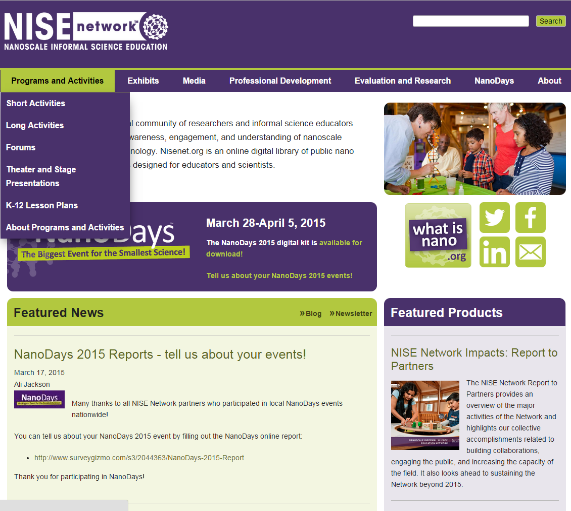 NISE network™
NANOSCALE INFORMAL SCIENCE EDUCATION
Search
Programs and Activities
Exhibits
Media
Professional Development
Evaluation and Research
NanoDays
About
Short Activities
Long Activities
Forums
Theater and Stage
Presentations
K-12 Lesson Plans
About Programs and Activities
community of researchers and informal science educators
awareness, engagement, and understanding of nanoscale
Nisenet.org is an online digital library of public nano
designed for educators and scientists.
what is
nano
.org
NanoDays™
The Biggest Event for the Smallest Science!
March 28-April 5, 2015
The NanoDays 2015 digital kit is available for
download!
Tell us about your NanoDays 2015 events!
Featured News
»Blog
»Newsletter
NanoDays 2015 Reports - tell us about your events!
March 17, 2015
Ali Jackson
NanoDays
Many thanks to all NISE Network partners who participated in local NanoDays events
nationwide!
You can tell us about your NanoDays 2015 event by filling out the NanoDays online report:
• http://www.surveygizmo.com/s3/2044363/NanoDays-2015-Report
Thank you for participating in NanoDays!
Featured Products
NISE Network Impacts: Report to
Partners
The NISE Network Report to
Partners provides an
overview of the major
activities of the Network and
highlights our collective
accomplishments related to
building collaborations,
engaging the public, and increasing the capacity of
the field. It also looks ahead to sustaining the
Network beyond 2015.